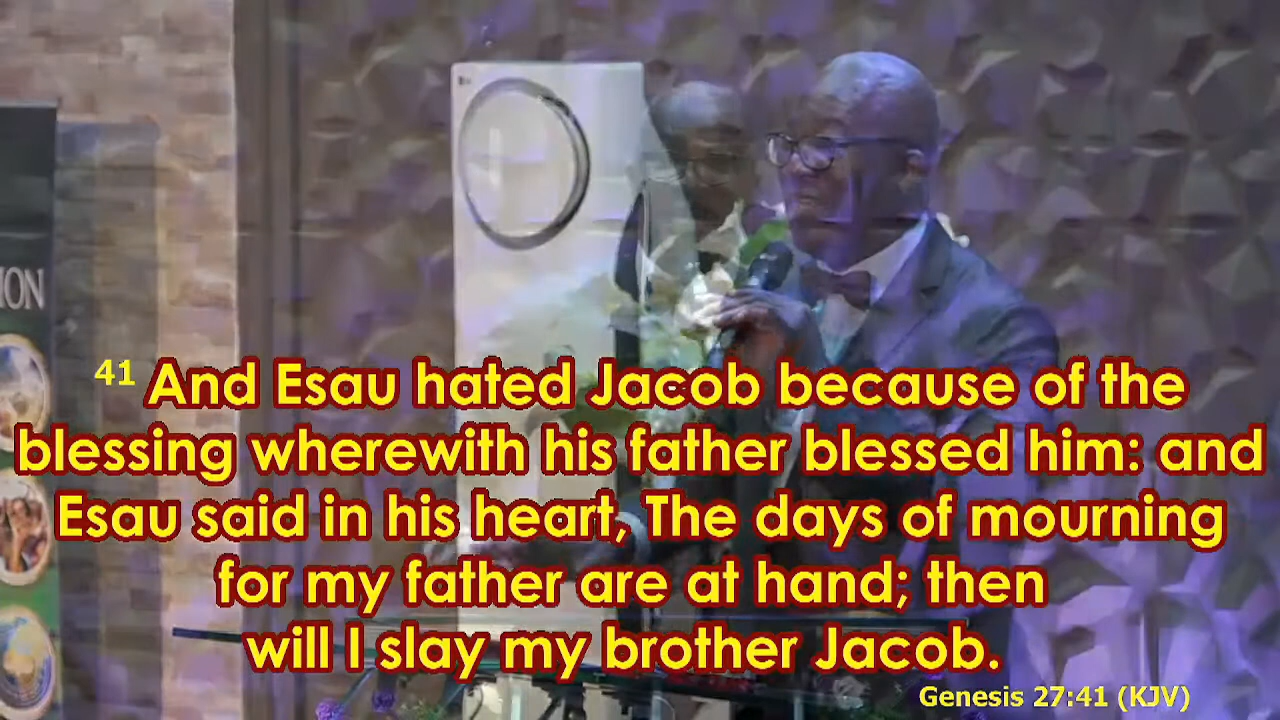 ION
41 And Esau hated Jacob because of the
blessing wherewith his father blessed him: and
Esau said in his heart, The days of mourning
for my father are at hand; then
will I slay my brother Jacob.
Genesis 27:41 (KJV)